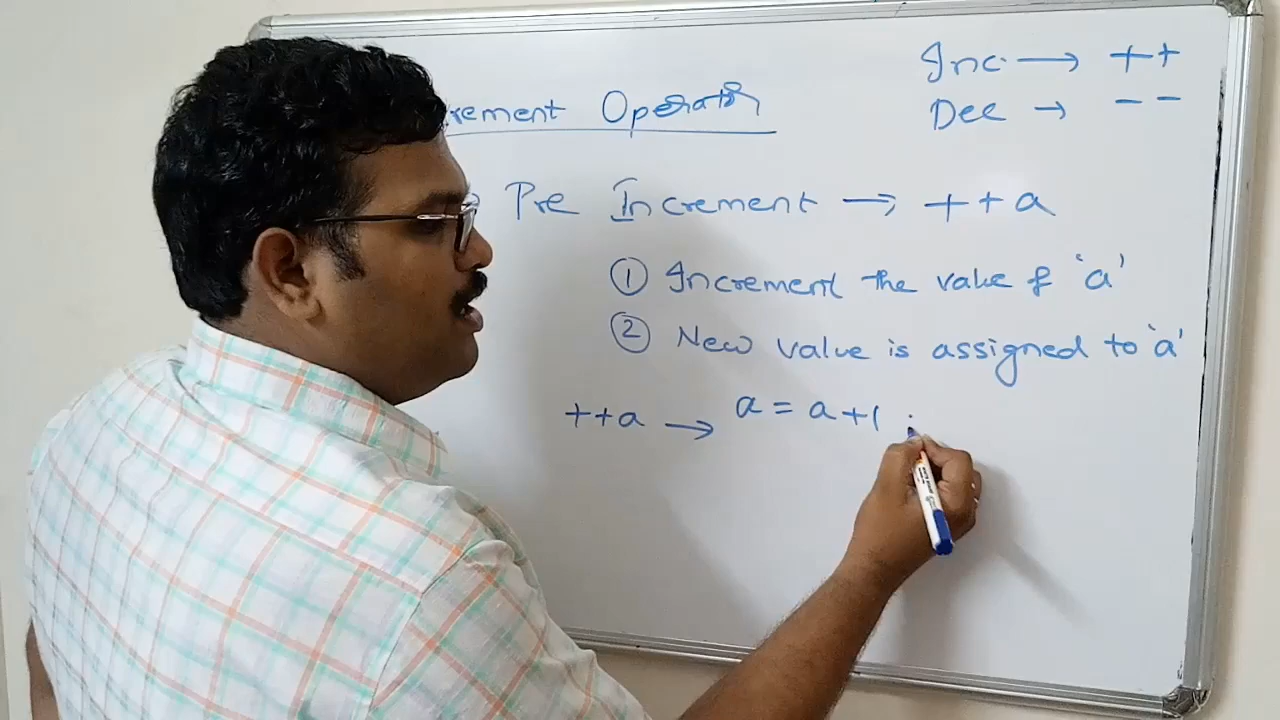 Inc. → ++
Dec → --
rement Operator
Pre Increment → ++a
① Increment the value of 'a'
② New value is assigned to 'a'
++a → a = a+1 ;